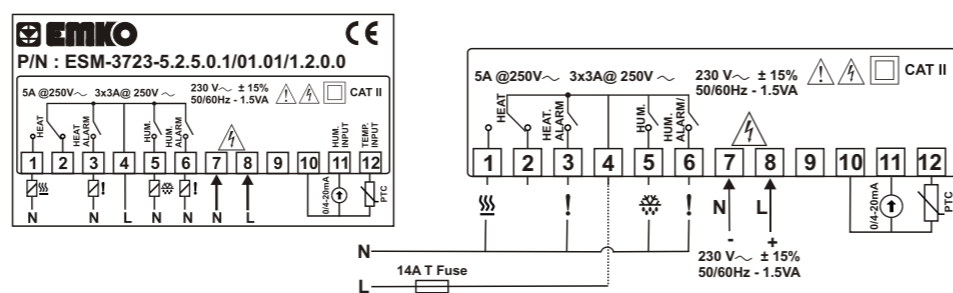 EMKO CE
P/N : ESM-3723-5.2.5.0.1/01.01/1.2.0.0
5A @250V～ 3x3A@ 250V ～ 230 V～ ± 15%
50/60Hz - 1.5VA
CAT II
HEAT
HEAT
ALARM
HUM.
HUM.
ALARM
HUM.
INPUT
TEMP.
INPUT
1 2 3 4 5 6 7 8 9 10 11 12
! !
0/4-20mA
PTC
N N L N N N L
5A @250V～ 3x3A@ 250V～ 230 V～ ± 15%
50/60Hz - 1.5VA
CAT II
HEAT
HEAT.
ALARM
HUM.
HUM.
ALARM/
1 2 3 4 5 6 7 8 9 10 11 12
! !
N L
0/4-20mA
PTC
- +
230 V～ ± 15%
50/60Hz - 1.5VA
N
L 14A T Fuse